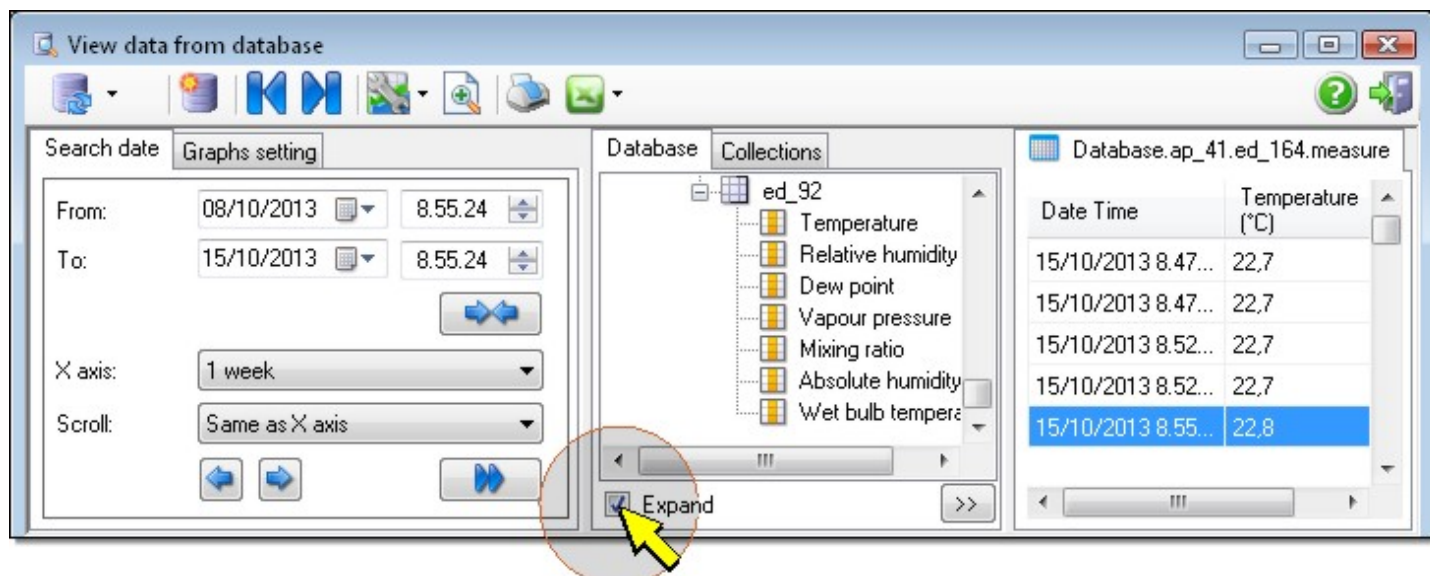 View data from database
Search date
Graphs setting
From:
08/10/2013
8.55.24
To:
15/10/2013
8.55.24
X axis:
1 week
Scroll:
Same as X axis
Database
Collections
ed_92
Temperature
Relative humidity
Dew point
Vapour pressure
Mixing ratio
Absolute humidity
Wet bulb tempera
Expand
>>
Database.ap_41.ed_164.measure
Date Time
Temperature
(°C)
15/10/2013 8.47... 22,7
15/10/2013 8.47... 22,7
15/10/2013 8.52... 22,7
15/10/2013 8.52... 22,7
15/10/2013 8.55... 22,8